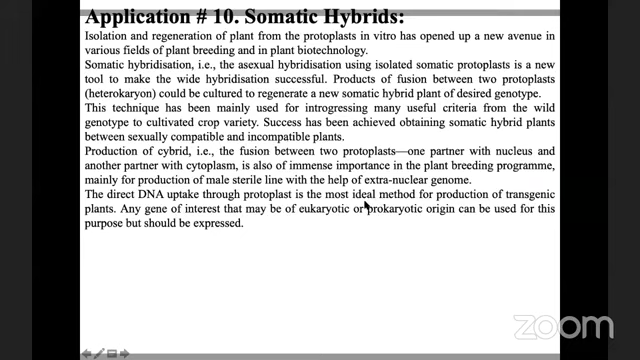 Application # 10. Somatic Hybrids:
Isolation and regeneration of plant from the protoplasts in vitro has opened up a new avenue in
various fields of plant breeding and in plant biotechnology.
Somatic hybridisation, i.e., the asexual hybridisation using isolated somatic protoplasts is a new
tool to make the wide hybridisation successful. Products of fusion between two protoplasts
(heterokaryon) could be cultured to regenerate a new somatic hybrid plant of desired genotype.
This technique has been mainly used for introgressing many useful criteria from the wild
genotype to cultivated crop variety. Success has been achieved obtaining somatic hybrid plants
between sexually compatible and incompatible plants.
Production of cybrid, i.e., the fusion between two protoplasts—one partner with nucleus and
another partner with cytoplasm, is also of immense importance in the plant breeding programme,
mainly for production of male sterile line with the help of extra-nuclear genome.
The direct DNA uptake through protoplast is the most ideal method for production of transgenic
plants. Any gene of interest that may be of eukaryotic or prokaryotic origin can be used for this
purpose but should be expressed.
zoom